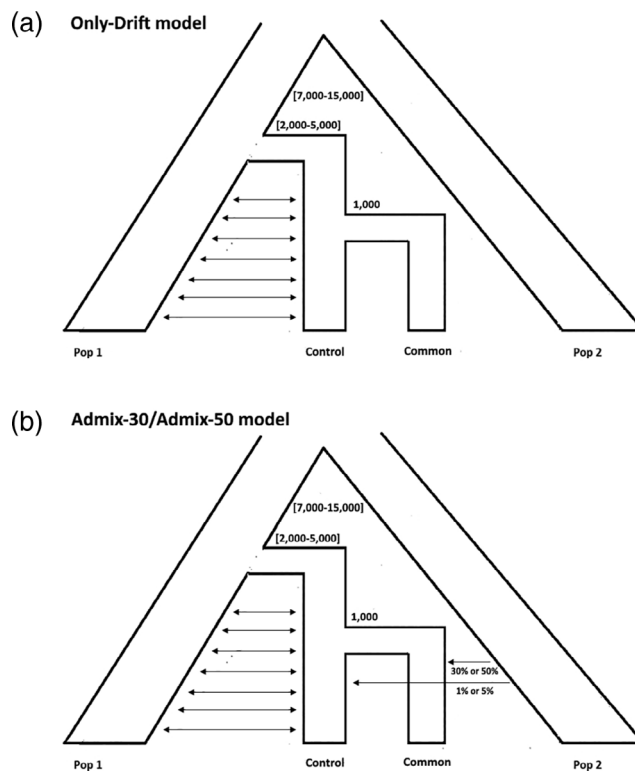 (a) Only-Drift model
[7,000-15,000]
[2,000-5,000]
1,000
Pop 1 Control Common Pop 2
(b) Admix-30/Admix-50 model
[7,000-15,000]
[2,000-5,000]
1,000
30% or 50%
1% or 5%
Pop 1 Control Common Pop 2